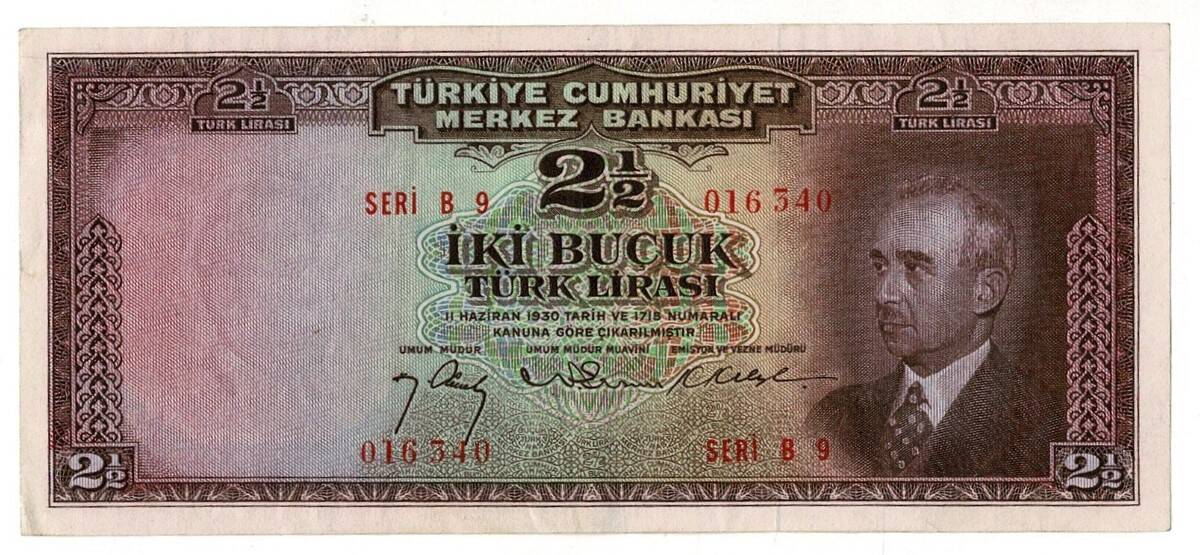 2½ TÜRK LİRASI
TÜRKİYE CUMHURİYET
MERKEZ BANKASI
2½ TÜRK LİRASI
2½
SERİ B 9 016340
İKİ BUÇUK
TÜRK LİRASI
11 HAZİRAN 1930 TARİH VE 1715 NUMARALI
KANUNA GÖRE ÇIKARILMIŞTIR
UMUM MÜDÜR UMUM MÜDÜR MUAVİNİ EMİSYON VE VEZNE MÜDÜRÜ
016340 SERİ B 9
2½ 2½